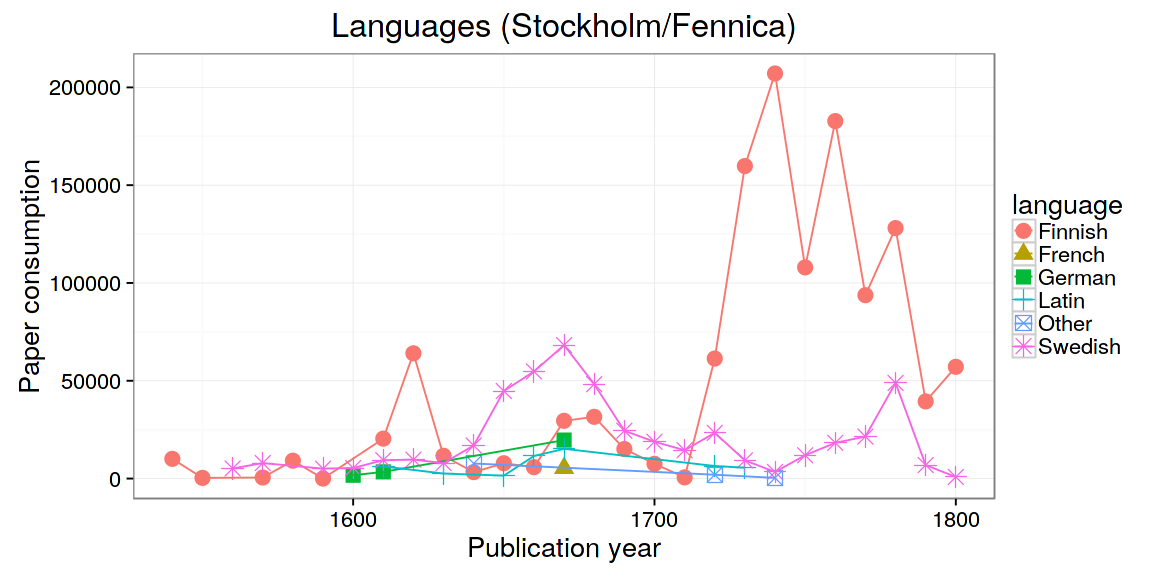 Languages (Stockholm/Fennica)
Paper consumption
200000
150000
100000
50000
0
1600
1700
1800
Publication year
language
Finnish
French
German
Latin
Other
Swedish